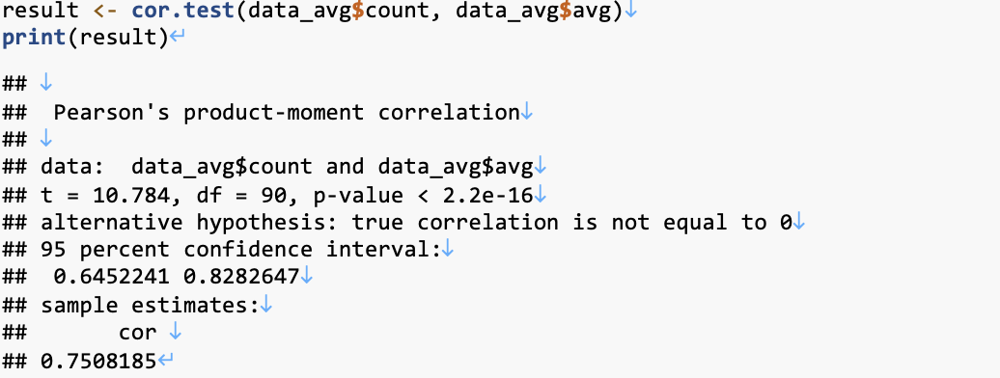 result <- cor.test(data_avg$count, data_avg$avg)↓
print(result)↵
## ↓
##  Pearson's product-moment correlation↓
## ↓
## data:  data_avg$count and data_avg$avg↓
## t = 10.784, df = 90, p-value < 2.2e-16↓
## alternative hypothesis: true correlation is not equal to 0↓
## 95 percent confidence interval:↓
##  0.6452241 0.8282647↓
## sample estimates:↓
##       cor ↓
## 0.7508185↵